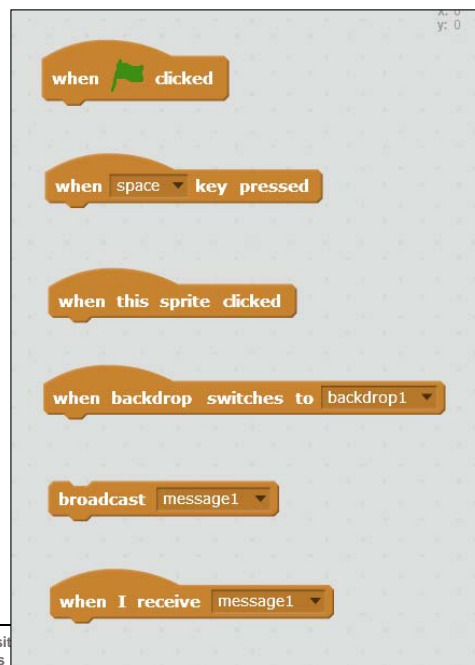 y: 0
when clicked
when space key pressed
when this sprite clicked
when backdrop switches to backdrop1
broadcast message1
when I receive message1